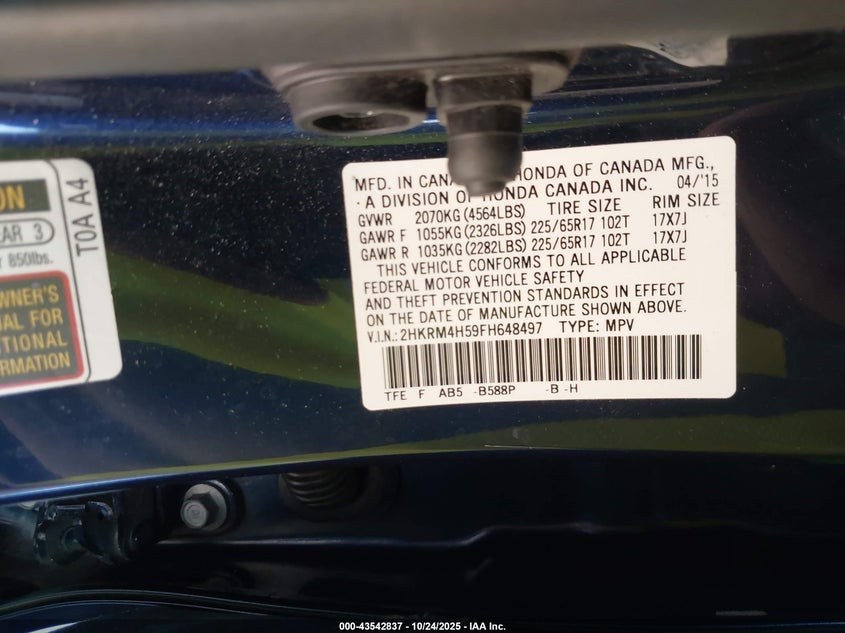 ON
AR 3
850lbs.
OWNER'S
AL FOR
ITIONAL
ORMATION
T0A A4
MFD. IN CANA HONDA OF CANADA MFG.,
A DIVISION OF HONDA CANADA INC. 04/'15
GVWR 2070KG (4564LBS) TIRE SIZE RIM SIZE
GAWR F 1055KG (2326LBS) 225/65R17 102T 17X7J
GAWR R 1035KG (2282LBS) 225/65R17 102T 17X7J
THIS VEHICLE CONFORMS TO ALL APPLICABLE
FEDERAL MOTOR VEHICLE SAFETY
AND THEFT PREVENTION STANDARDS IN EFFECT
ON THE DATE OF MANUFACTURE SHOWN ABOVE.
V.I.N.: 2HKRM4H59FH648497 TYPE: MPV
TFE F AB5 -B588P -B -H
000-43542837 - 10/24/2025 - IAA Inc.